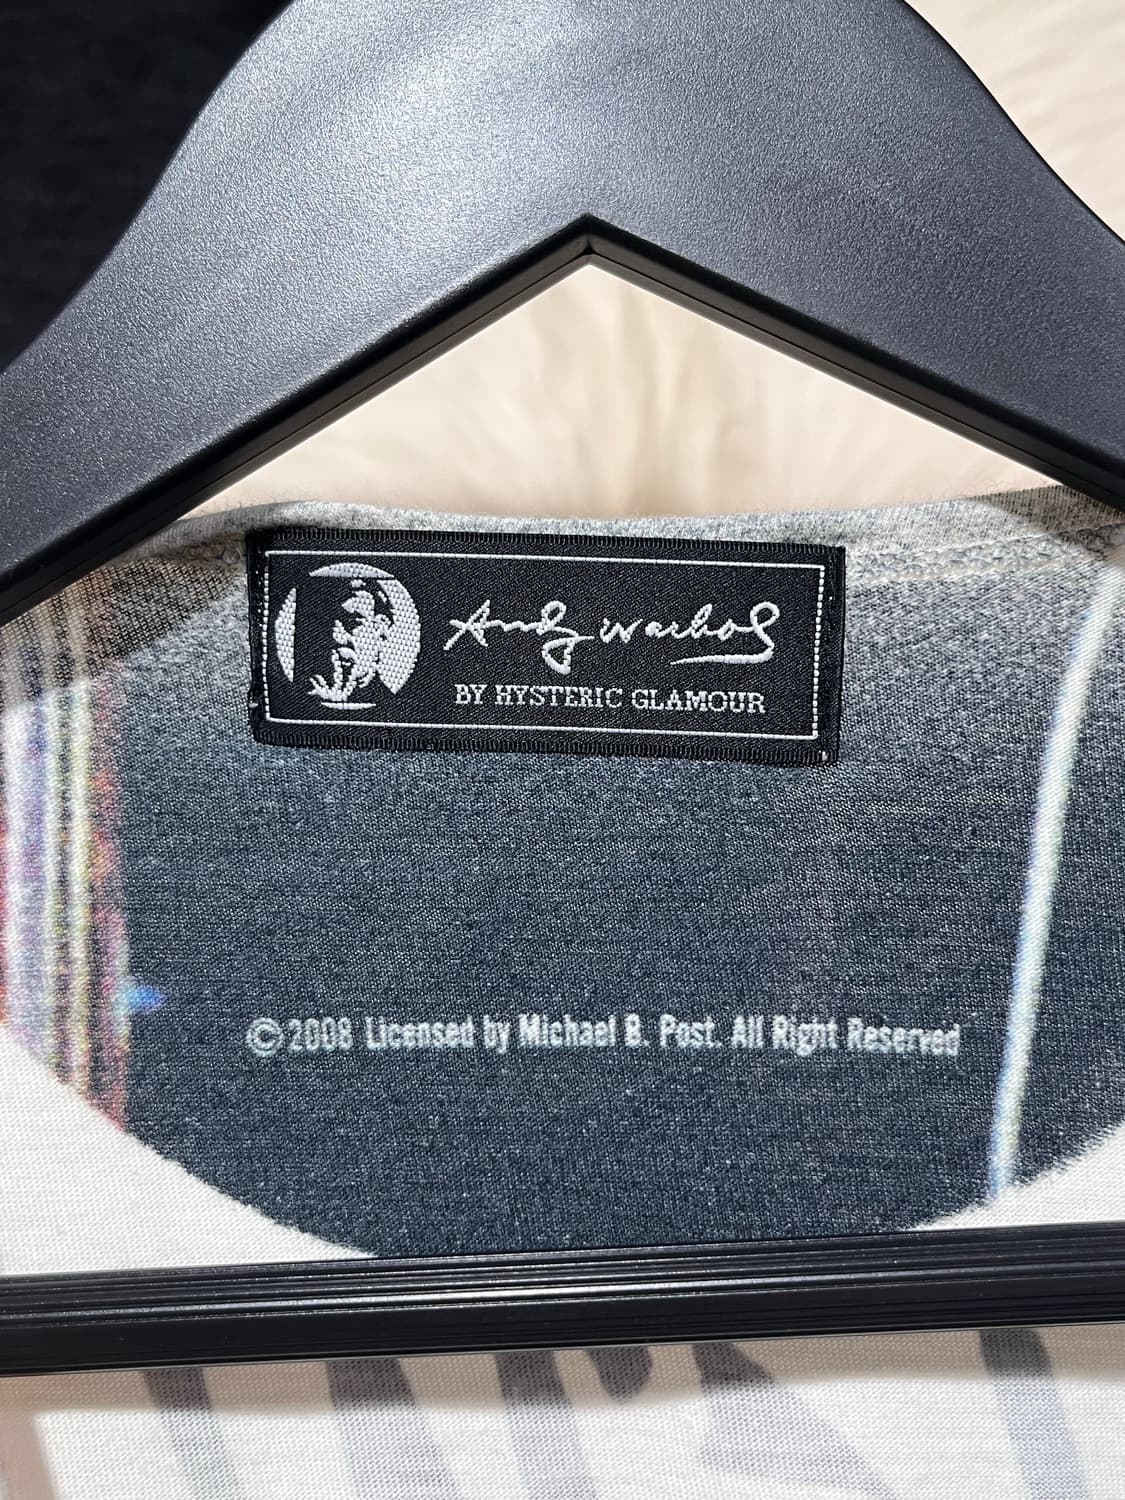 Andy Warhol
BY HYSTERIC GLAMOUR
©2008 Licensed by Michael B. Post. All Right Reserved